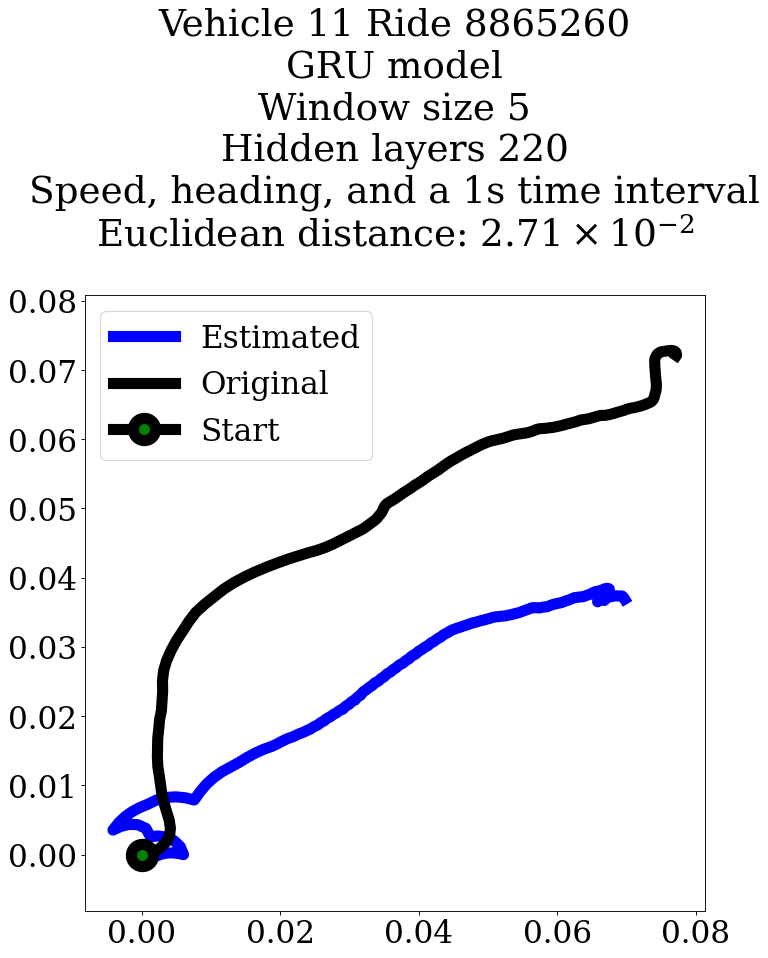 Vehicle 11 Ride 8865260
GRU model
Window size 5
Hidden layers 220
Speed, heading, and a 1s time interval
Euclidean distance: 2.71 × 10⁻²
Estimated
Original
Start
0.08
0.07
0.06
0.05
0.04
0.03
0.02
0.01
0.00
0.00 0.02 0.04 0.06 0.08